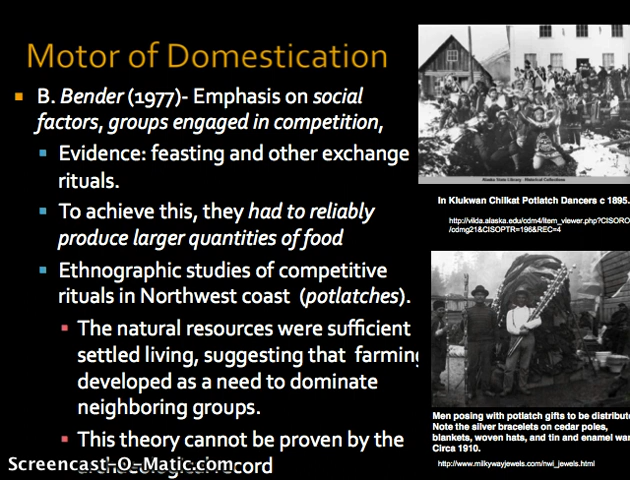 Motor of Domestication
B. Bender (1977)- Emphasis on social
factors, groups engaged in competition,
Evidence: feasting and other exchange
rituals.
To achieve this, they had to reliably
produce larger quantities of food
Ethnographic studies of competitive
rituals in Northwest coast (potlatches).
The natural resources were sufficient
settled living, suggesting that farming
developed as a need to dominate
neighboring groups.
This theory cannot be proven by the
archaeological record
Alaska State Library - Historical Collections
In Klukwan Chilkat Potlatch Dancers c 1895.
http://vilda.alaska.edu/cdm4/item_viewer.php?CISORO
/cdmg21&CISOPTR=196&REC=4
Men posing with potlatch gifts to be distribute
Note the silver bracelets on cedar poles,
blankets, woven hats, and tin and enamel war
Circa 1910.
http://www.milkywayjewels.com/nwi_jewels.html
Screencast-O-Matic.com